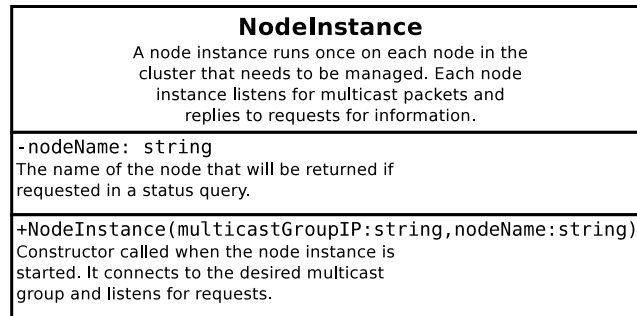 NodeInstance
A node instance runs once on each node in the
cluster that needs to be managed. Each node
instance listens for multicast packets and
replies to requests for information.
-nodeName: string
The name of the node that will be returned if
requested in a status query.
+NodeInstance(multicastGroupIP:string,nodeName:string)
Constructor called when the node instance is
started. It connects to the desired multicast
group and listens for requests.